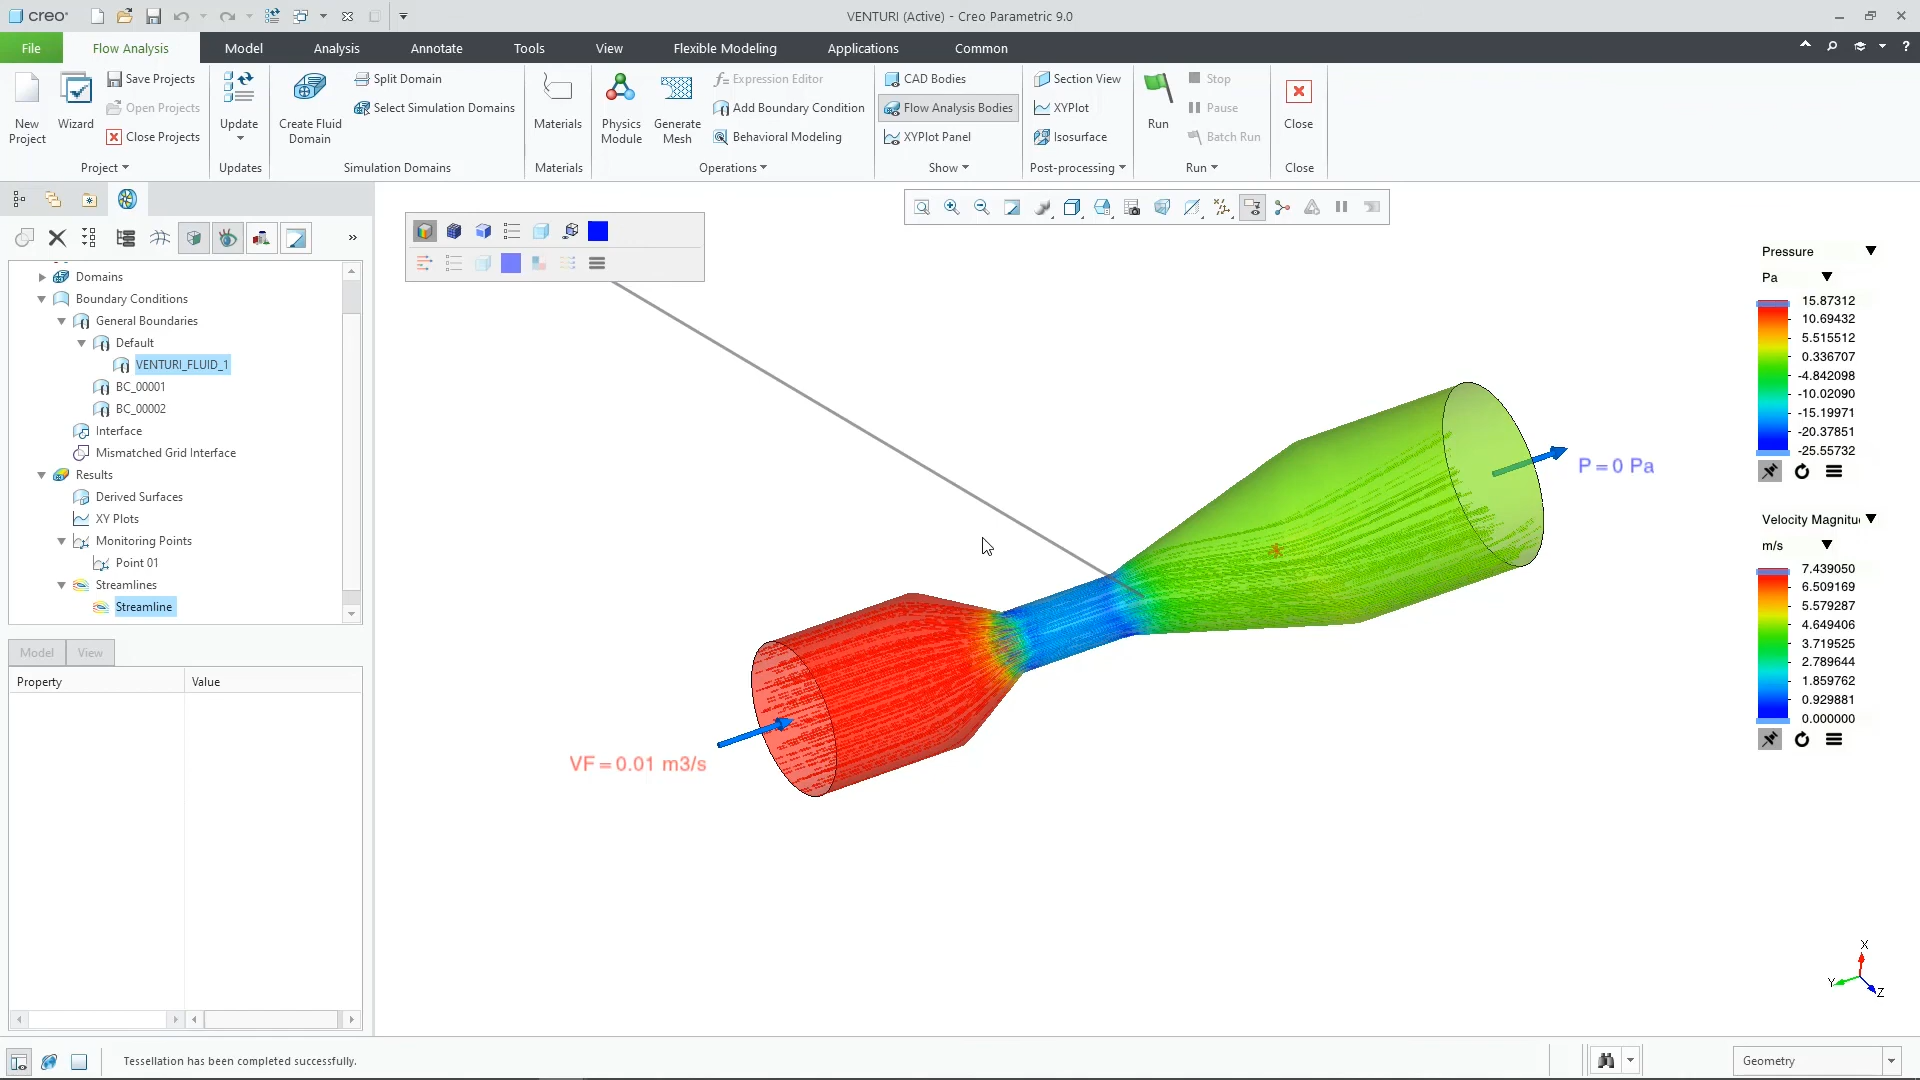 creo
VENTURI (Active) - Creo Parametric 9.0
File
Flow Analysis
Model
Analysis
Annotate
Tools
View
Flexible Modeling
Applications
Common
New
Project
Wizard
Save Projects
Open Projects
Close Projects
Project
Update
Updates
Create Fluid
Domain
Split Domain
Select Simulation Domains
Simulation Domains
Materials
Materials
Physics
Module
Generate
Mesh
Expression Editor
Add Boundary Condition
Behavioral Modeling
Operations
CAD Bodies
Flow Analysis Bodies
XYPlot Panel
Show
Section View
XYPlot
Isosurface
Post-processing
Run
Stop
Pause
Batch Run
Run
Close
Close
Domains
Boundary Conditions
General Boundaries
Default
VENTURI_FLUID_1
BC_00001
BC_00002
Interface
Mismatched Grid Interface
Results
Derived Surfaces
XY Plots
Monitoring Points
Point 01
Streamlines
Streamline
Model
View
Property
Value
VF = 0.01 m3/s
P = 0 Pa
Pressure
Pa
15.87312
10.69432
5.515512
0.336707
-4.842098
-10.02090
-15.19971
-20.37851
-25.55732
Velocity Magnitu
m/s
7.439050
6.509169
5.579287
4.649406
3.719525
2.789644
1.859762
0.929881
0.000000
X
Y
Z
Tessellation has been completed successfully.
Geometry